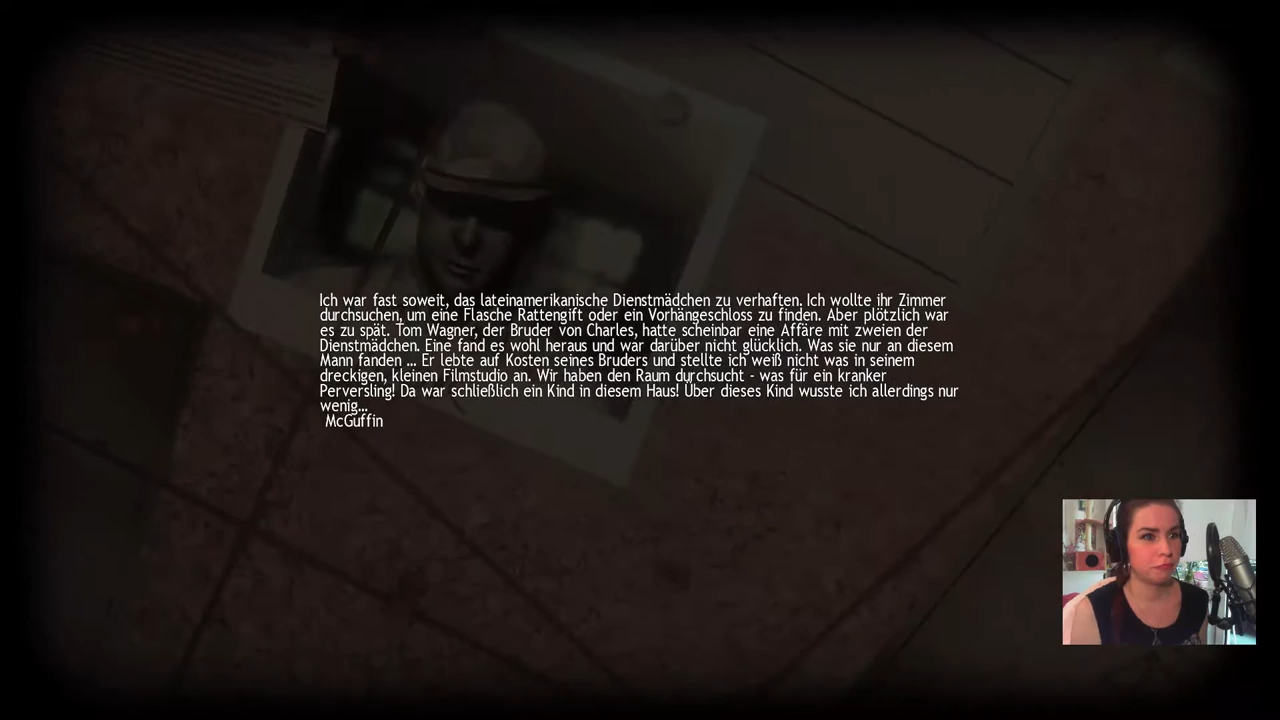 Ich war fast soweit, das lateinamerikanische Dienstmädchen zu verhaften. Ich wollte ihr Zimmer
durchsuchen, um eine Flasche Rattengift oder ein Vorhängeschloss zu finden. Aber plötzlich war
es zu spät. Tom Wagner, der Bruder von Charles, hatte scheinbar eine Affäre mit zweien der
Dienstmädchen. Eine fand es wohl heraus und war darüber nicht glücklich. Was sie nur an diesem
Mann fanden ... Er lebte auf Kosten seines Bruders und stellte ich weiß nicht was in seinem
dreckigen, kleinen Filmstudio an. Wir haben den Raum durchsucht - was für ein kranker
Perversling! Da war schließlich ein Kind in diesem Haus! Über dieses Kind wusste ich allerdings nur
wenig...
McGuffin